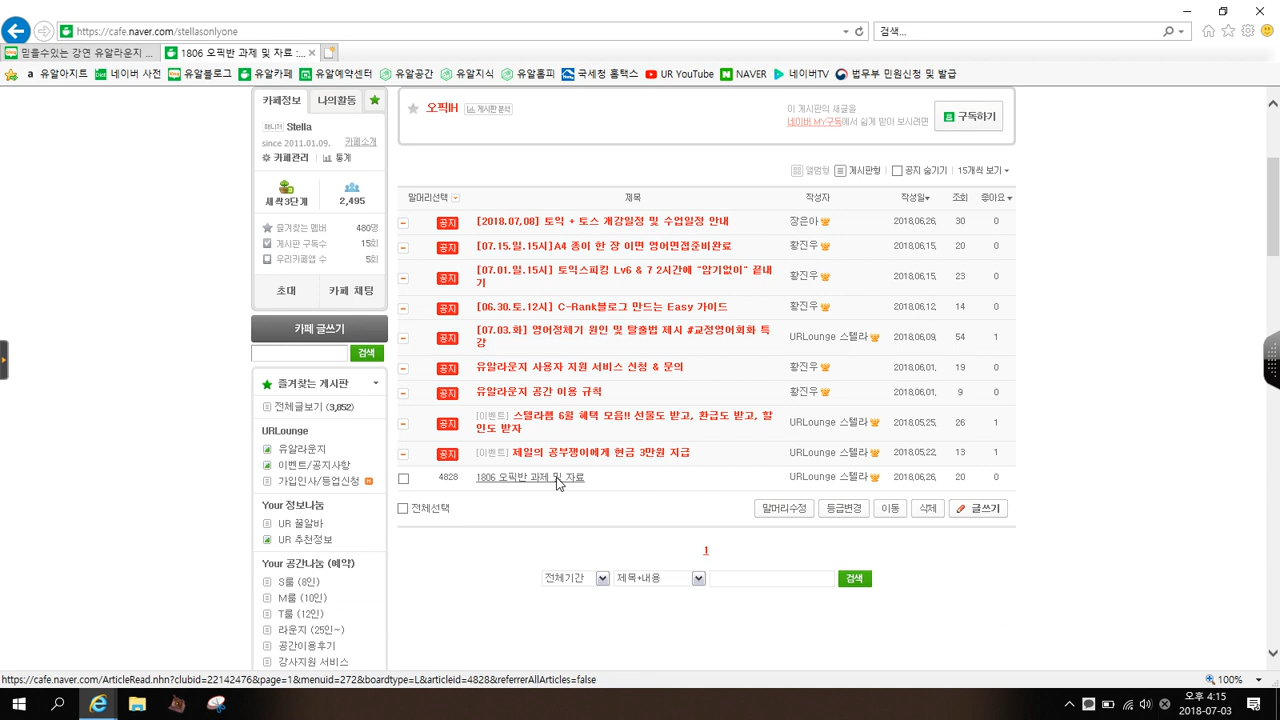 https://cafe.naver.com/stellasonlyone
검색...
믿을수있는 강연 유알라운지 ...
1806 오픽반 과제 및 자료 :...
유알아지트
네이버 사전
유알블로그
유알카페
유알예약센터
유알공간
유알지식
유알홈피
국세청 홈택스
UR YouTube
NAVER
네이버TV
법무부 민원신청 및 발급
카페정보
나의활동
매니저 Stella
since 2011.01.09.
카페소개
카페관리
통계
새싹3단계
2,495
즐겨찾는 멤버 480명
게시판 구독수 15회
우리카페앱 수 5회
초대
카페 채팅
카페 글쓰기
검색
즐겨찾는 게시판
전체글보기 (3,852)
URLounge
유알라운지
이벤트/공지사항
가입인사/등업신청
Your 정보나눔
UR 꿀알바
UR 추천정보
Your 공간나눔 (예약)
S룸 (8인)
M룸 (10인)
T룸 (12인)
라운지 (25인~)
공간이용후기
강사지원 서비스
오픽IH
게시판 분석
이 게시판의 새글을
네이버 MY구독에서 쉽게 받아 보시려면
구독하기
앨범형
게시판형
공지 숨기기
15개씩 보기
말머리선택 제목 작성자 작성일 조회 좋아요
공지 [2018.07.08] 토익 + 토스 개강일정 및 수업일정 안내 장은아 2018.06.26. 30 0
공지 [07.15.일.15시]A4 종이 한 장 이면 영어면접준비완료 황진우 2018.06.15. 20 0
공지 [07.01.일.15시] 토익스피킹 Lv6 & 7 2시간에 "암기없이" 끝내
기 황진우 2018.06.15. 23 0
공지 [06.30.토.12시] C-Rank블로그 만드는 Easy 가이드 황진우 2018.06.12. 14 0
공지 [07.03.화] 영어정체기 원인 및 탈출법 제시 #교정영어회화 특
강 URLounge 스텔라 2018.06.09. 54 1
공지 유알라운지 사용자 지원 서비스 신청 & 문의 황진우 2018.06.01. 19 0
공지 유알라운지 공간 이용 규칙 황진우 2018.06.01. 9 0
공지 [이벤트] 스텔라쌤 6월 혜택 모음!! 선물도 받고, 환급도 받고, 할
인도 받자 URLounge 스텔라 2018.05.25. 26 1
공지 [이벤트] 제일의 공부쟁이에게 현금 3만원 지급 URLounge 스텔라 2018.05.22. 13 1
4828 1806 오픽반 과제 및 자료 URLounge 스텔라 2018.06.26. 20 0
전체선택
말머리수정
등급변경
이동
삭제
글쓰기
1
전체기간
제목+내용
검색
https://cafe.naver.com/ArticleRead.nhn?clubid=22142476&page=1&menuid=272&boardtype=L&articleid=4828&referrerAllArticles=false
100%
오후 4:15
2018-07-03